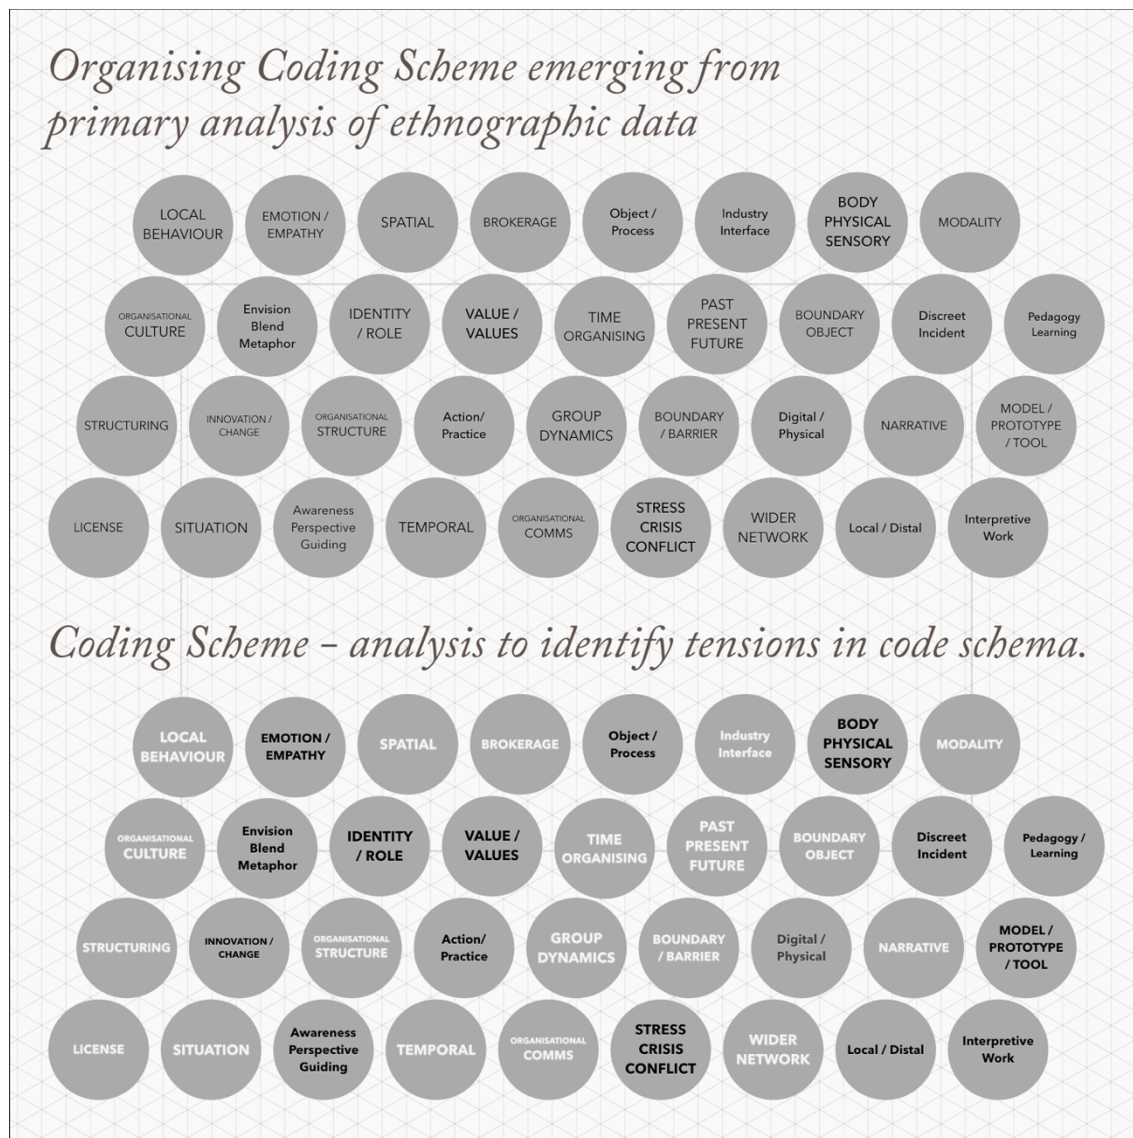 Organising Coding Scheme emerging from
primary analysis of ethnographic data
LOCAL
BEHAVIOUR
EMOTION /
EMPATHY
SPATIAL
BROKERAGE
Object /
Process
Industry
Interface
BODY
PHYSICAL
SENSORY
MODALITY
ORGANISATIONAL
CULTURE
Envision
Blend
Metaphor
IDENTITY
/ ROLE
VALUE /
VALUES
TIME
ORGANISING
PAST
PRESENT
FUTURE
BOUNDARY
OBJECT
Discreet
Incident
Pedagogy
Learning
STRUCTURING
INNOVATION /
CHANGE
ORGANISATIONAL
STRUCTURE
Action/
Practice
GROUP
DYNAMICS
BOUNDARY
/ BARRIER
Digital /
Physical
NARRATIVE
MODEL /
PROTOTYPE
/ TOOL
LICENSE
SITUATION
Awareness
Perspective
Guiding
TEMPORAL
ORGANISATIONAL
COMMS
STRESS
CRISIS
CONFLICT
WIDER
NETWORK
Local / Distal
Interpretive
Work
Coding Scheme – analysis to identify tensions in code schema.
LOCAL
BEHAVIOUR
EMOTION /
EMPATHY
SPATIAL
BROKERAGE
Object /
Process
Industry
Interface
BODY
PHYSICAL
SENSORY
MODALITY
ORGANISATIONAL
CULTURE
Envision
Blend
Metaphor
IDENTITY
/ ROLE
VALUE /
VALUES
TIME
ORGANISING
PAST
PRESENT
FUTURE
BOUNDARY
OBJECT
Discreet
Incident
Pedagogy /
Learning
STRUCTURING
INNOVATION /
CHANGE
ORGANISATIONAL
STRUCTURE
Action/
Practice
GROUP
DYNAMICS
BOUNDARY
/ BARRIER
Digital /
Physical
NARRATIVE
MODEL /
PROTOTYPE
/ TOOL
LICENSE
SITUATION
Awareness
Perspective
Guiding
TEMPORAL
ORGANISATIONAL
COMMS
STRESS
CRISIS
CONFLICT
WIDER
NETWORK
Local / Distal
Interpretive
Work